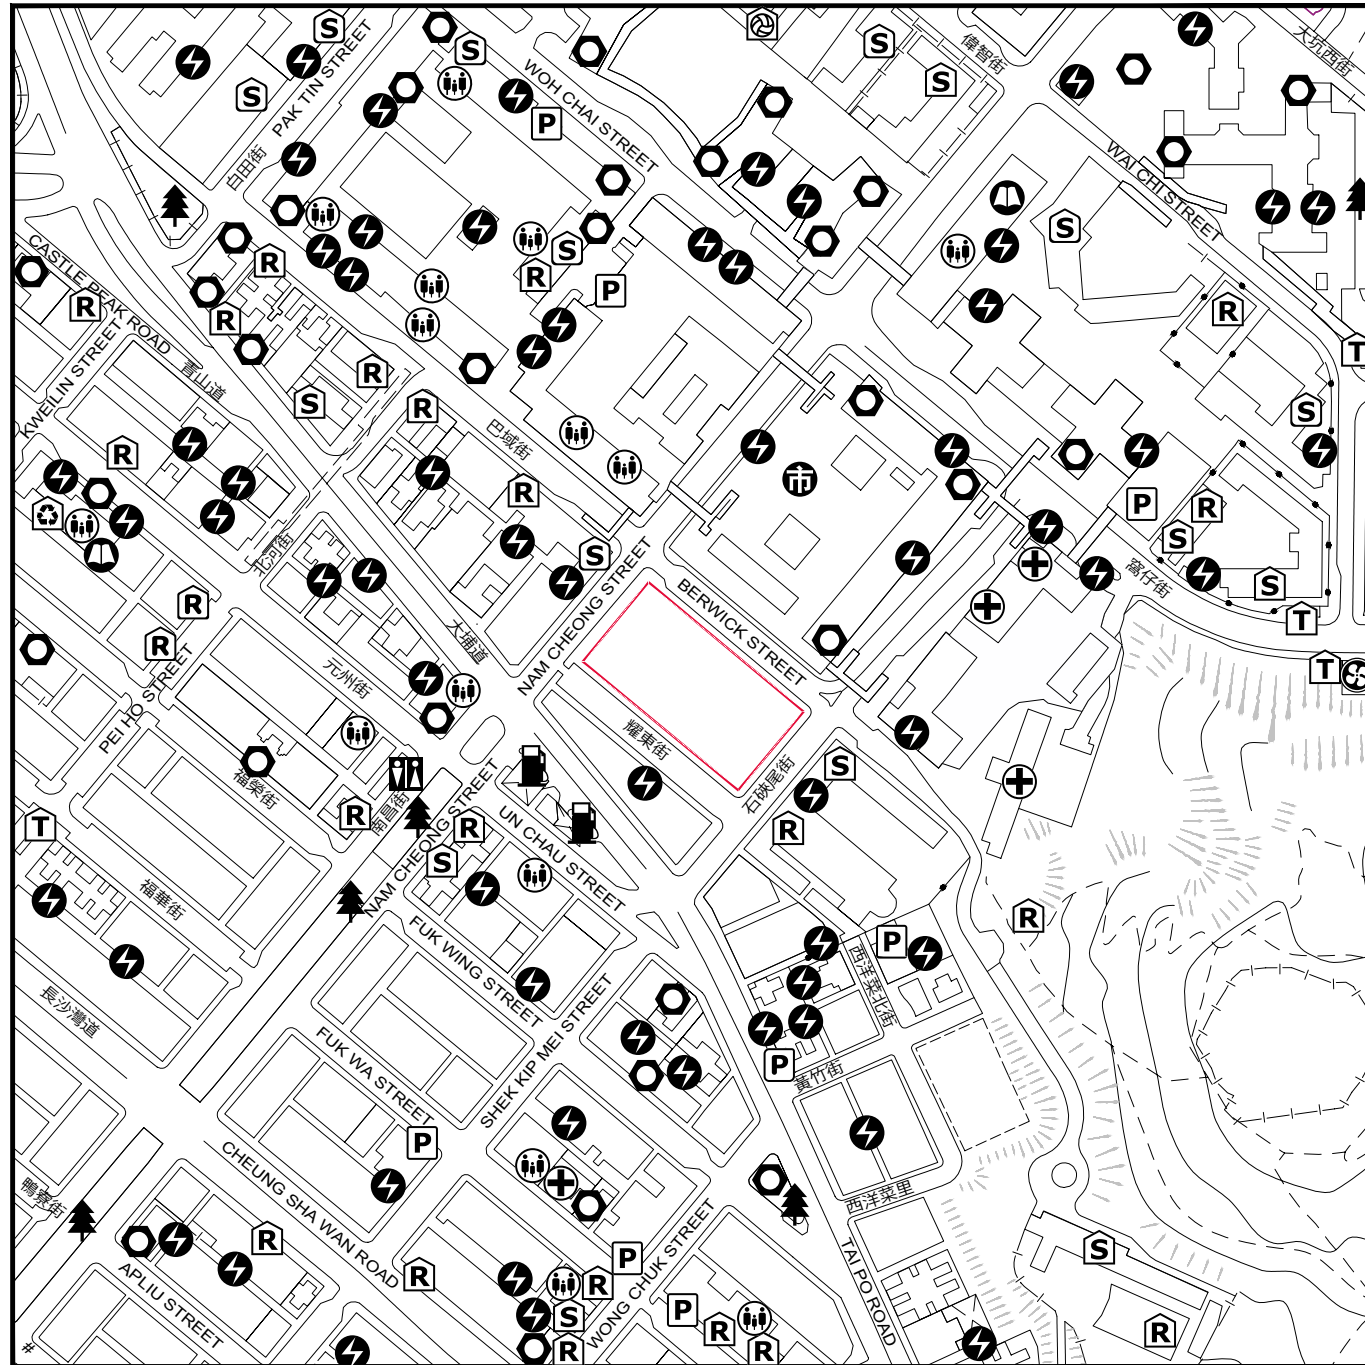 S
S
PAK TIN STREET
白田街
S
WOH CHAI STREET
P
S
S
偉智街
大坑西街
WAI CHI STREET
S
CASTLE PEAK ROAD
青山道
R
R
R
S
R
P
R
T
KWEILIN STREET
R
R
S
R
巴域街
S
R
R
P
R
S
S
T
T
北河街
S
NAM CHEONG STREET
BERWICK STREET
大埔道
窩仔街
R
R
PEI HO STREET
元州街
耀東街
石硤尾街
S
R
福榮街
南昌街
R
T
NAM CHEONG STREET
R
S
UN CHAU STREET
福華街
FUK WING STREET
R
P
西洋菜北街
長沙灣道
FUK WA STREET
SHEK KIP MEI STREET
P
黃竹街
P
CHEUNG SHA WAN ROAD
西洋菜里
鴨寮街
R
APLIU STREET
R
P
R
S
R
WONG CHUK STREET
P
R
R
TAI PO ROAD
S
R
#